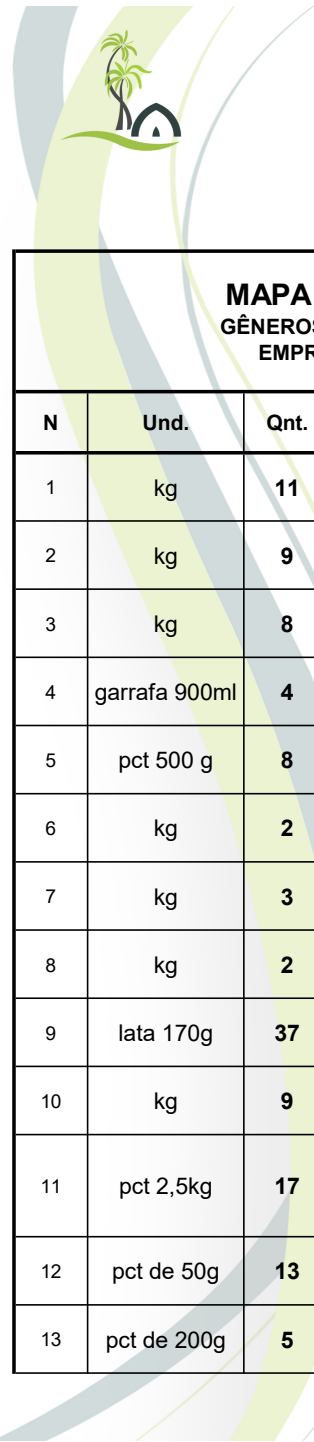 MAPA
GÊNEROS
EMPR
N Und. Qnt.
1 kg 11
2 kg 9
3 kg 8
4 garrafa 900ml 4
5 pct 500 g 8
6 kg 2
7 kg 3
8 kg 2
9 lata 170g 37
10 kg 9
11 pct 2,5kg 17
12 pct de 50g 13
13 pct de 200g 5